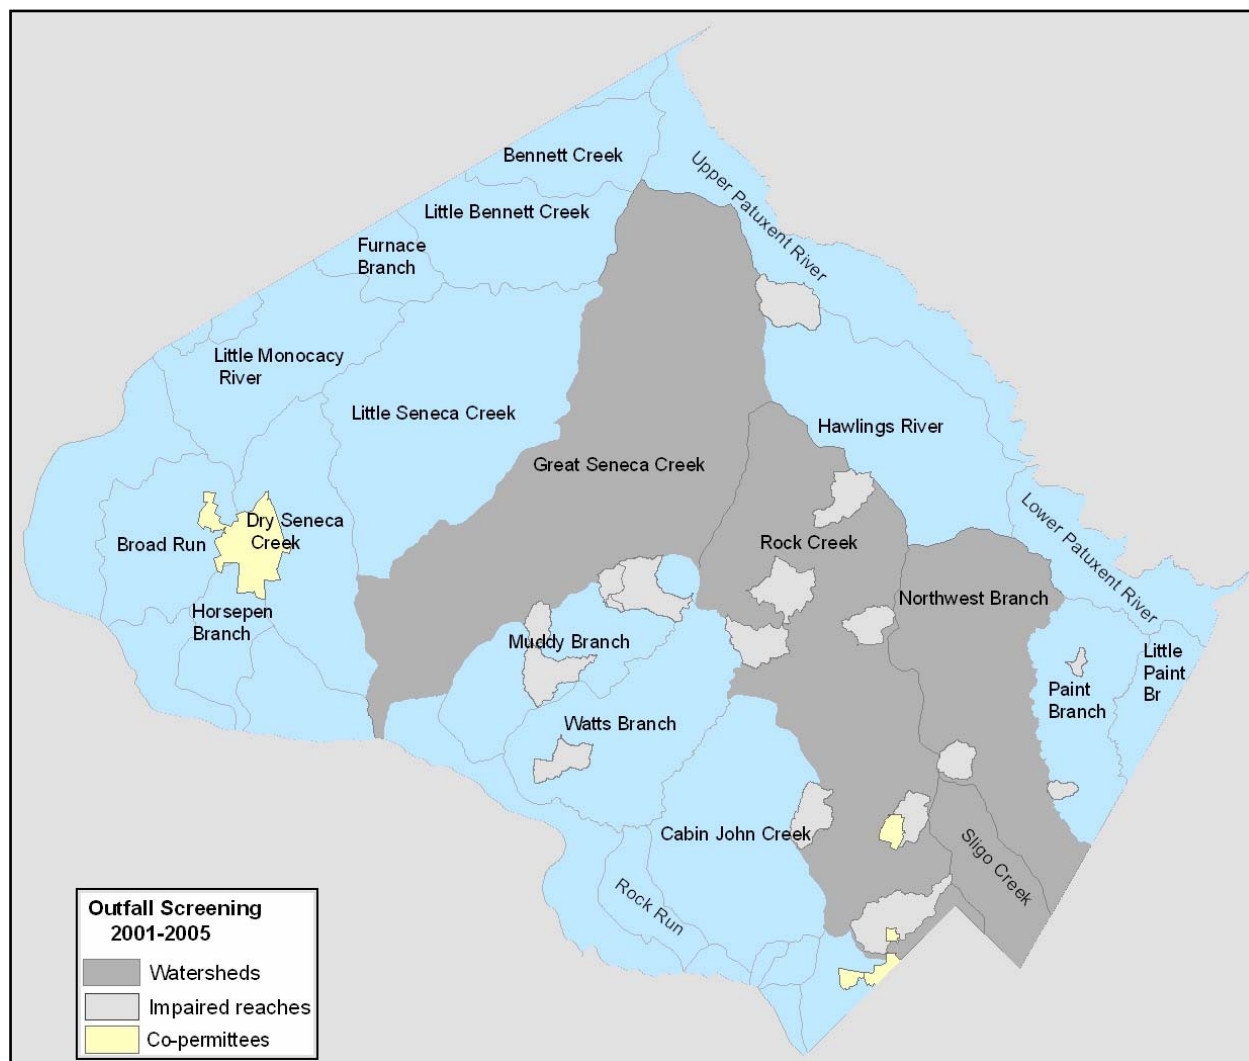 Bennett Creek
Upper Patuxent River
Little Bennett Creek
Furnace
Branch
Little Monocacy
River
Little Seneca Creek
Hawlings River
Great Seneca Creek
Lower Patuxent River
Dry Seneca
Creek
Broad Run
Rock Creek
Northwest Branch
Horsepen
Branch
Muddy Branch
Little
Paint
Br
Paint
Branch
Watts Branch
Cabin John Creek
Sligo Creek
Rock Run
Outfall Screening
2001-2005
Watersheds
Impaired reaches
Co-permittees